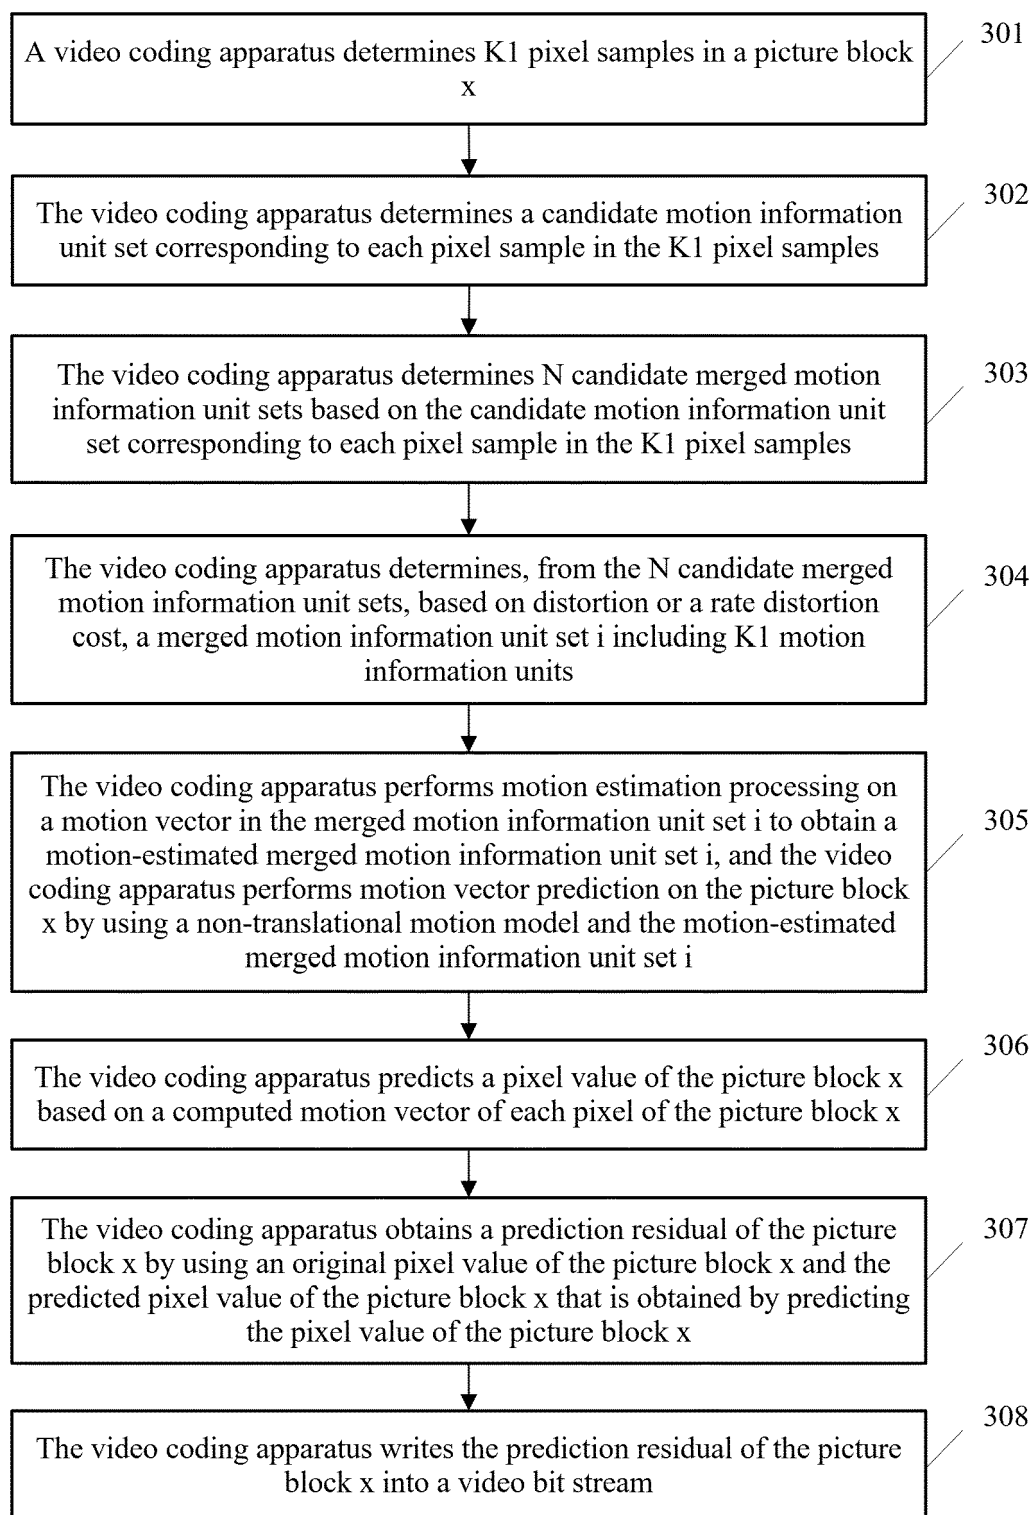 A video coding apparatus determines K1 pixel samples in a picture block
x
301
The video coding apparatus determines a candidate motion information
unit set corresponding to each pixel sample in the K1 pixel samples
302
The video coding apparatus determines N candidate merged motion
information unit sets based on the candidate motion information unit
set corresponding to each pixel sample in the K1 pixel samples
303
The video coding apparatus determines, from the N candidate merged
motion information unit sets, based on distortion or a rate distortion
cost, a merged motion information unit set i including K1 motion
information units
304
The video coding apparatus performs motion estimation processing on
a motion vector in the merged motion information unit set i to obtain a
motion-estimated merged motion information unit set i, and the video
coding apparatus performs motion vector prediction on the picture block
x by using a non-translational motion model and the motion-estimated
merged motion information unit set i
305
The video coding apparatus predicts a pixel value of the picture block x
based on a computed motion vector of each pixel of the picture block x
306
The video coding apparatus obtains a prediction residual of the picture
block x by using an original pixel value of the picture block x and the
predicted pixel value of the picture block x that is obtained by predicting
the pixel value of the picture block x
307
The video coding apparatus writes the prediction residual of the picture
block x into a video bit stream
308